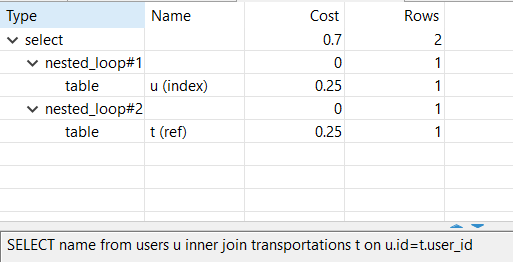 Type Name Cost Rows
select 0.7 2
nested_loop#1 0 1
table u (index) 0.25 1
nested_loop#2 0 1
table t (ref) 0.25 1
SELECT name from users u inner join transportations t on u.id=t.user_id